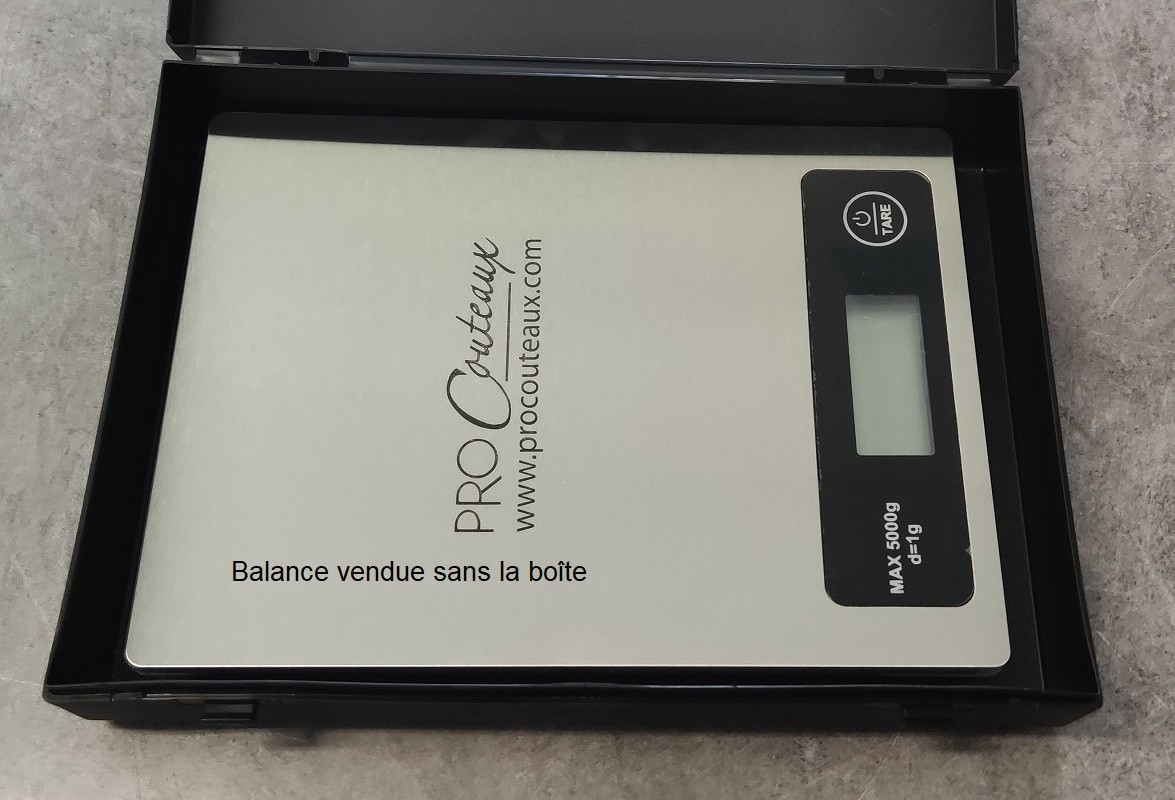 PRO Couteaux
www.procouteaux.com
TARE
MAX 5000g
d=1g
Balance vendue sans la boîte